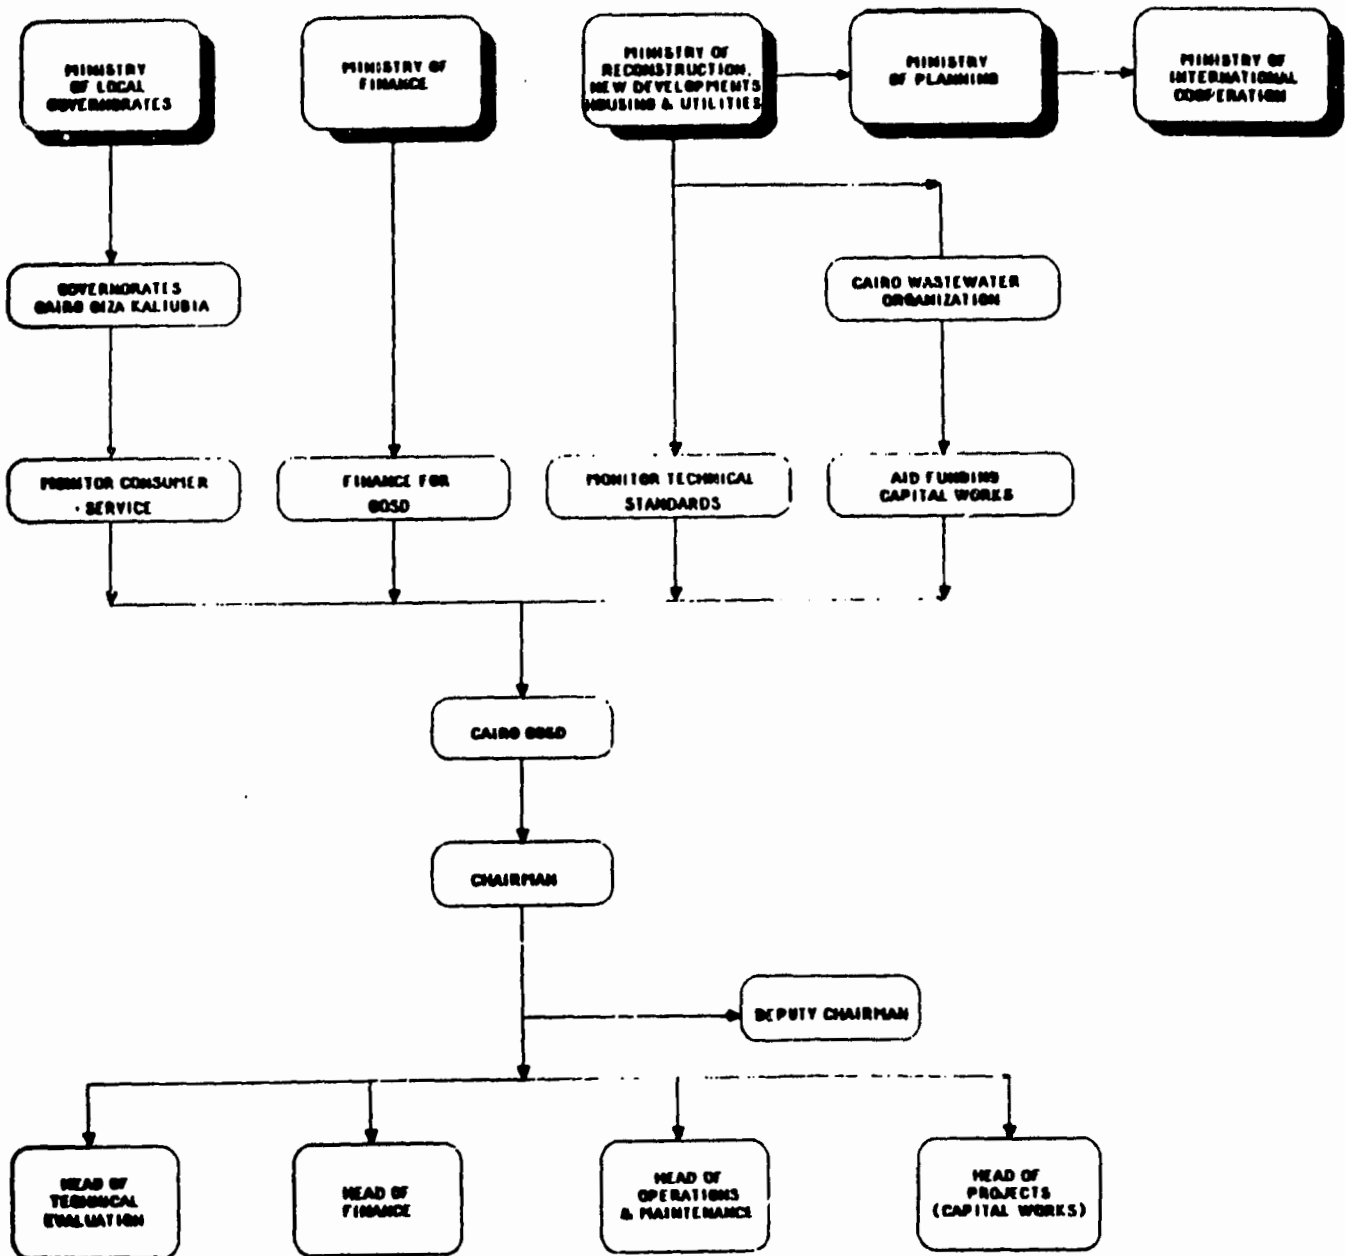 MINISTRY
OF LOCAL
GOVERNORATES
MINISTRY OF
FINANCE
MINISTRY OF
RECONSTRUCTION,
NEW DEVELOPMENTS
HOUSING & UTILITIES
MINISTRY
OF PLANNING
MINISTRY
OF
INTERNATIONAL
COOPERATION
GOVERNORATES
CAIRO GIZA KALIUBIA
CAIRO WASTEWATER
ORGANIZATION
MONITOR CONSUMER
SERVICE
FINANCE FOR
GOSD
MONITOR TECHNICAL
STANDARDS
AID FUNDING
CAPITAL WORKS
CAIRO GOSD
CHAIRMAN
DEPUTY CHAIRMAN
HEAD OF
TECHNICAL
EVALUATION
HEAD OF
FINANCE
HEAD OF
OPERATIONS
& MAINTENANCE
HEAD OF
PROJECTS
(CAPITAL WORKS)